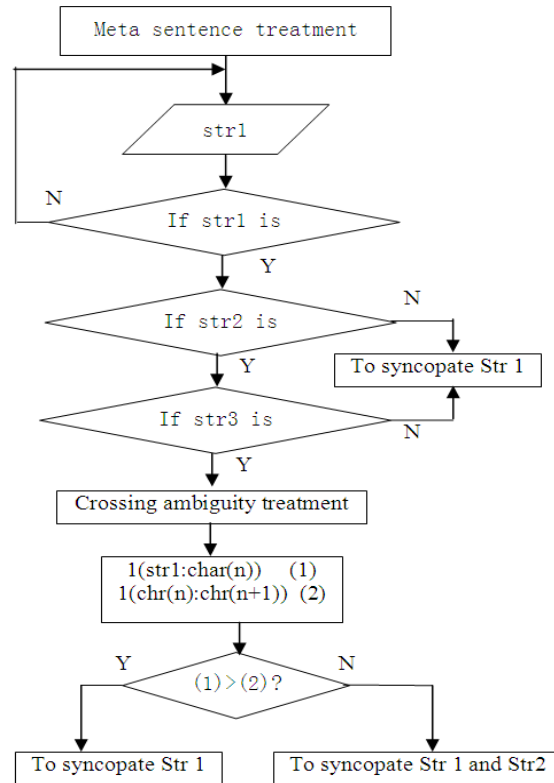 Meta sentence treatment
str1
N
If str1 is
Y
N
If str2 is
Y
To syncopate Str 1
If str3 is
N
Y
Crossing ambiguity treatment
1(str1:char(n)) (1)
1(chr(n):chr(n+1)) (2)
Y
N
(1)>(2)?
To syncopate Str 1
To syncopate Str 1 and Str2